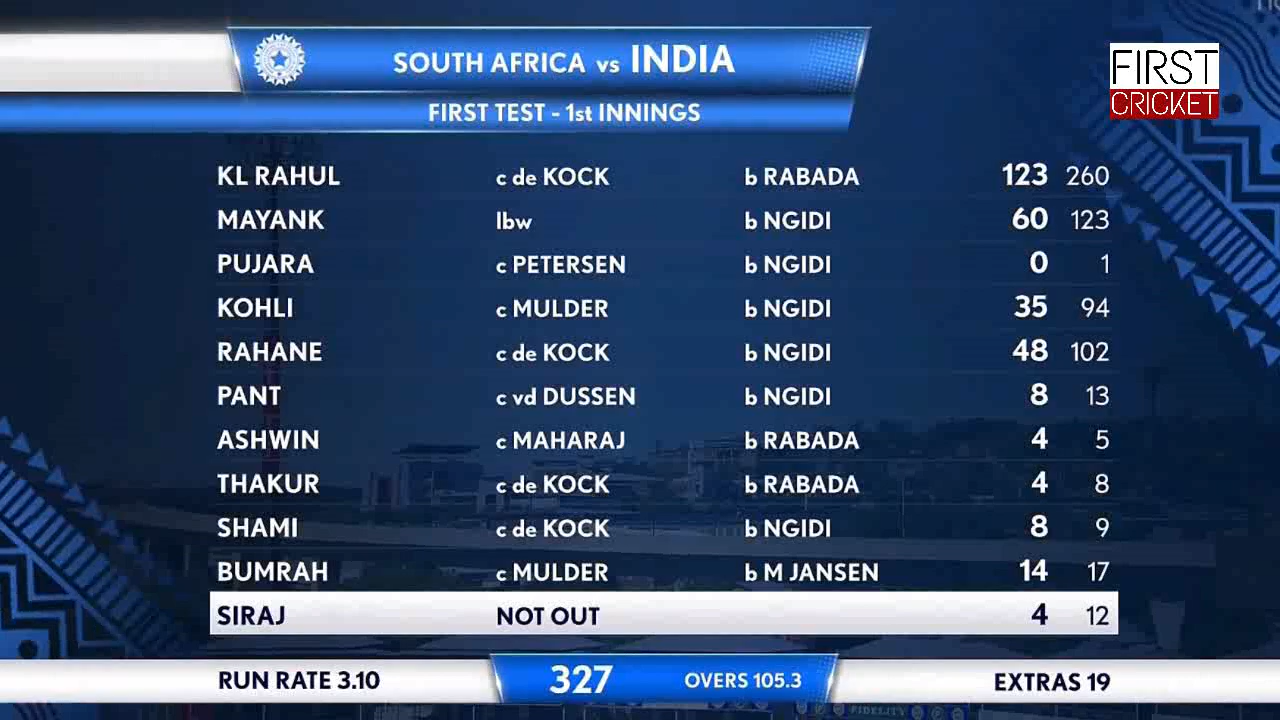 SOUTH AFRICA vs INDIA
FIRST CRICKET
FIRST TEST - 1st INNINGS
KL RAHUL c de KOCK b RABADA 123 260
MAYANK lbw b NGIDI 60 123
PUJARA c PETERSEN b NGIDI 0 1
KOHLI c MULDER b NGIDI 35 94
RAHANE c de KOCK b NGIDI 48 102
PANT c vd DUSSEN b NGIDI 8 13
ASHWIN c MAHARAJ b RABADA 4 5
THAKUR c de KOCK b RABADA 4 8
SHAMI c de KOCK b NGIDI 8 9
BUMRAH c MULDER b M JANSEN 14 17
SIRAJ NOT OUT 4 12
RUN RATE 3.10 327 OVERS 105.3 EXTRAS 19
FIDELITY